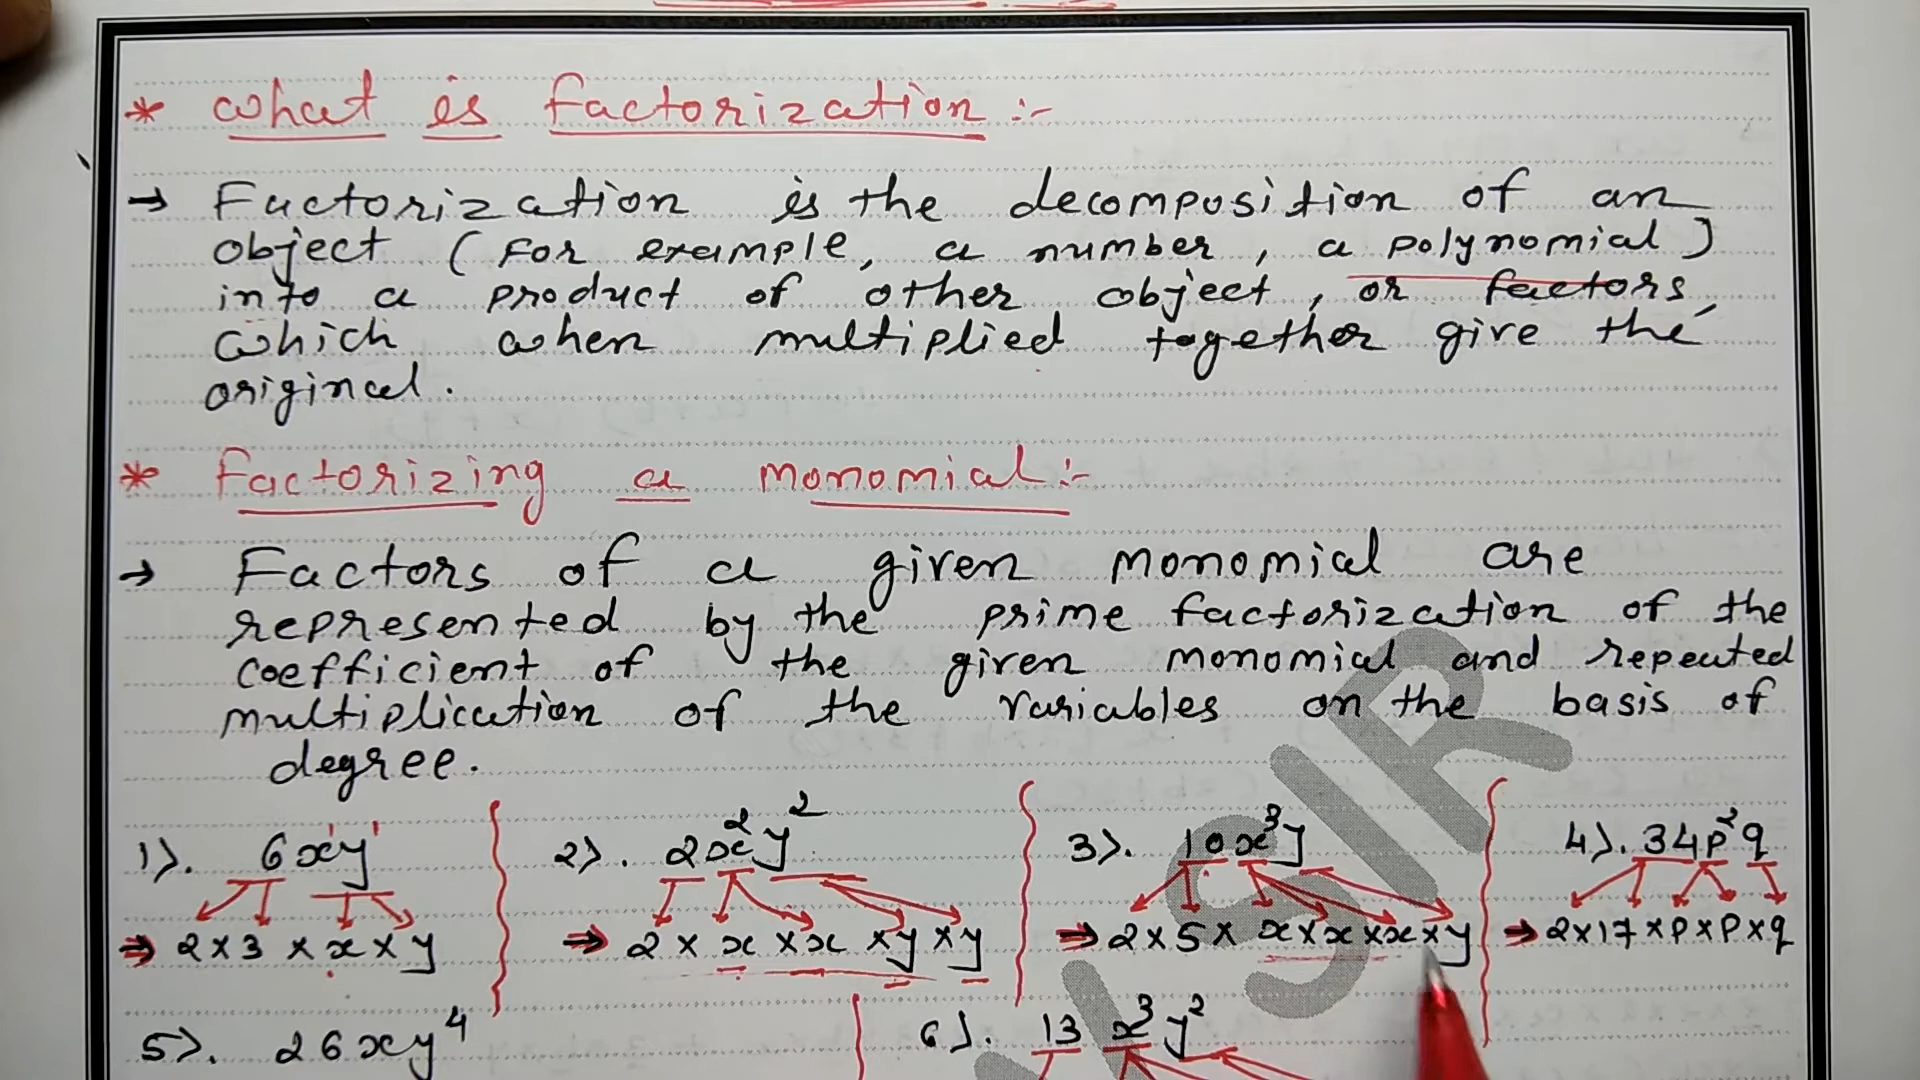 * What is factorization :-
→ Factorization is the decomposition of an
object (for example, a number, a polynomial)
into a product of other object, or factors,
which when multiplied together give the
original.
* Factorizing a monomial :-
→ Factors of a given monomial are
represented by the prime factorization of the
coefficient of the given monomial and repeated
multiplication of the variables on the basis of
degree.
1). 6x¹y¹
⇒ 2 × 3 × x × y
2). 2x²y²
⇒ 2 × x × x × y × y
3). 10x³y
⇒ 2 × 5 × x × x × x × y
4). 34p²q
⇒ 2×17×p×p×q
5). 26xy⁴
6). 13x³y²
SIR